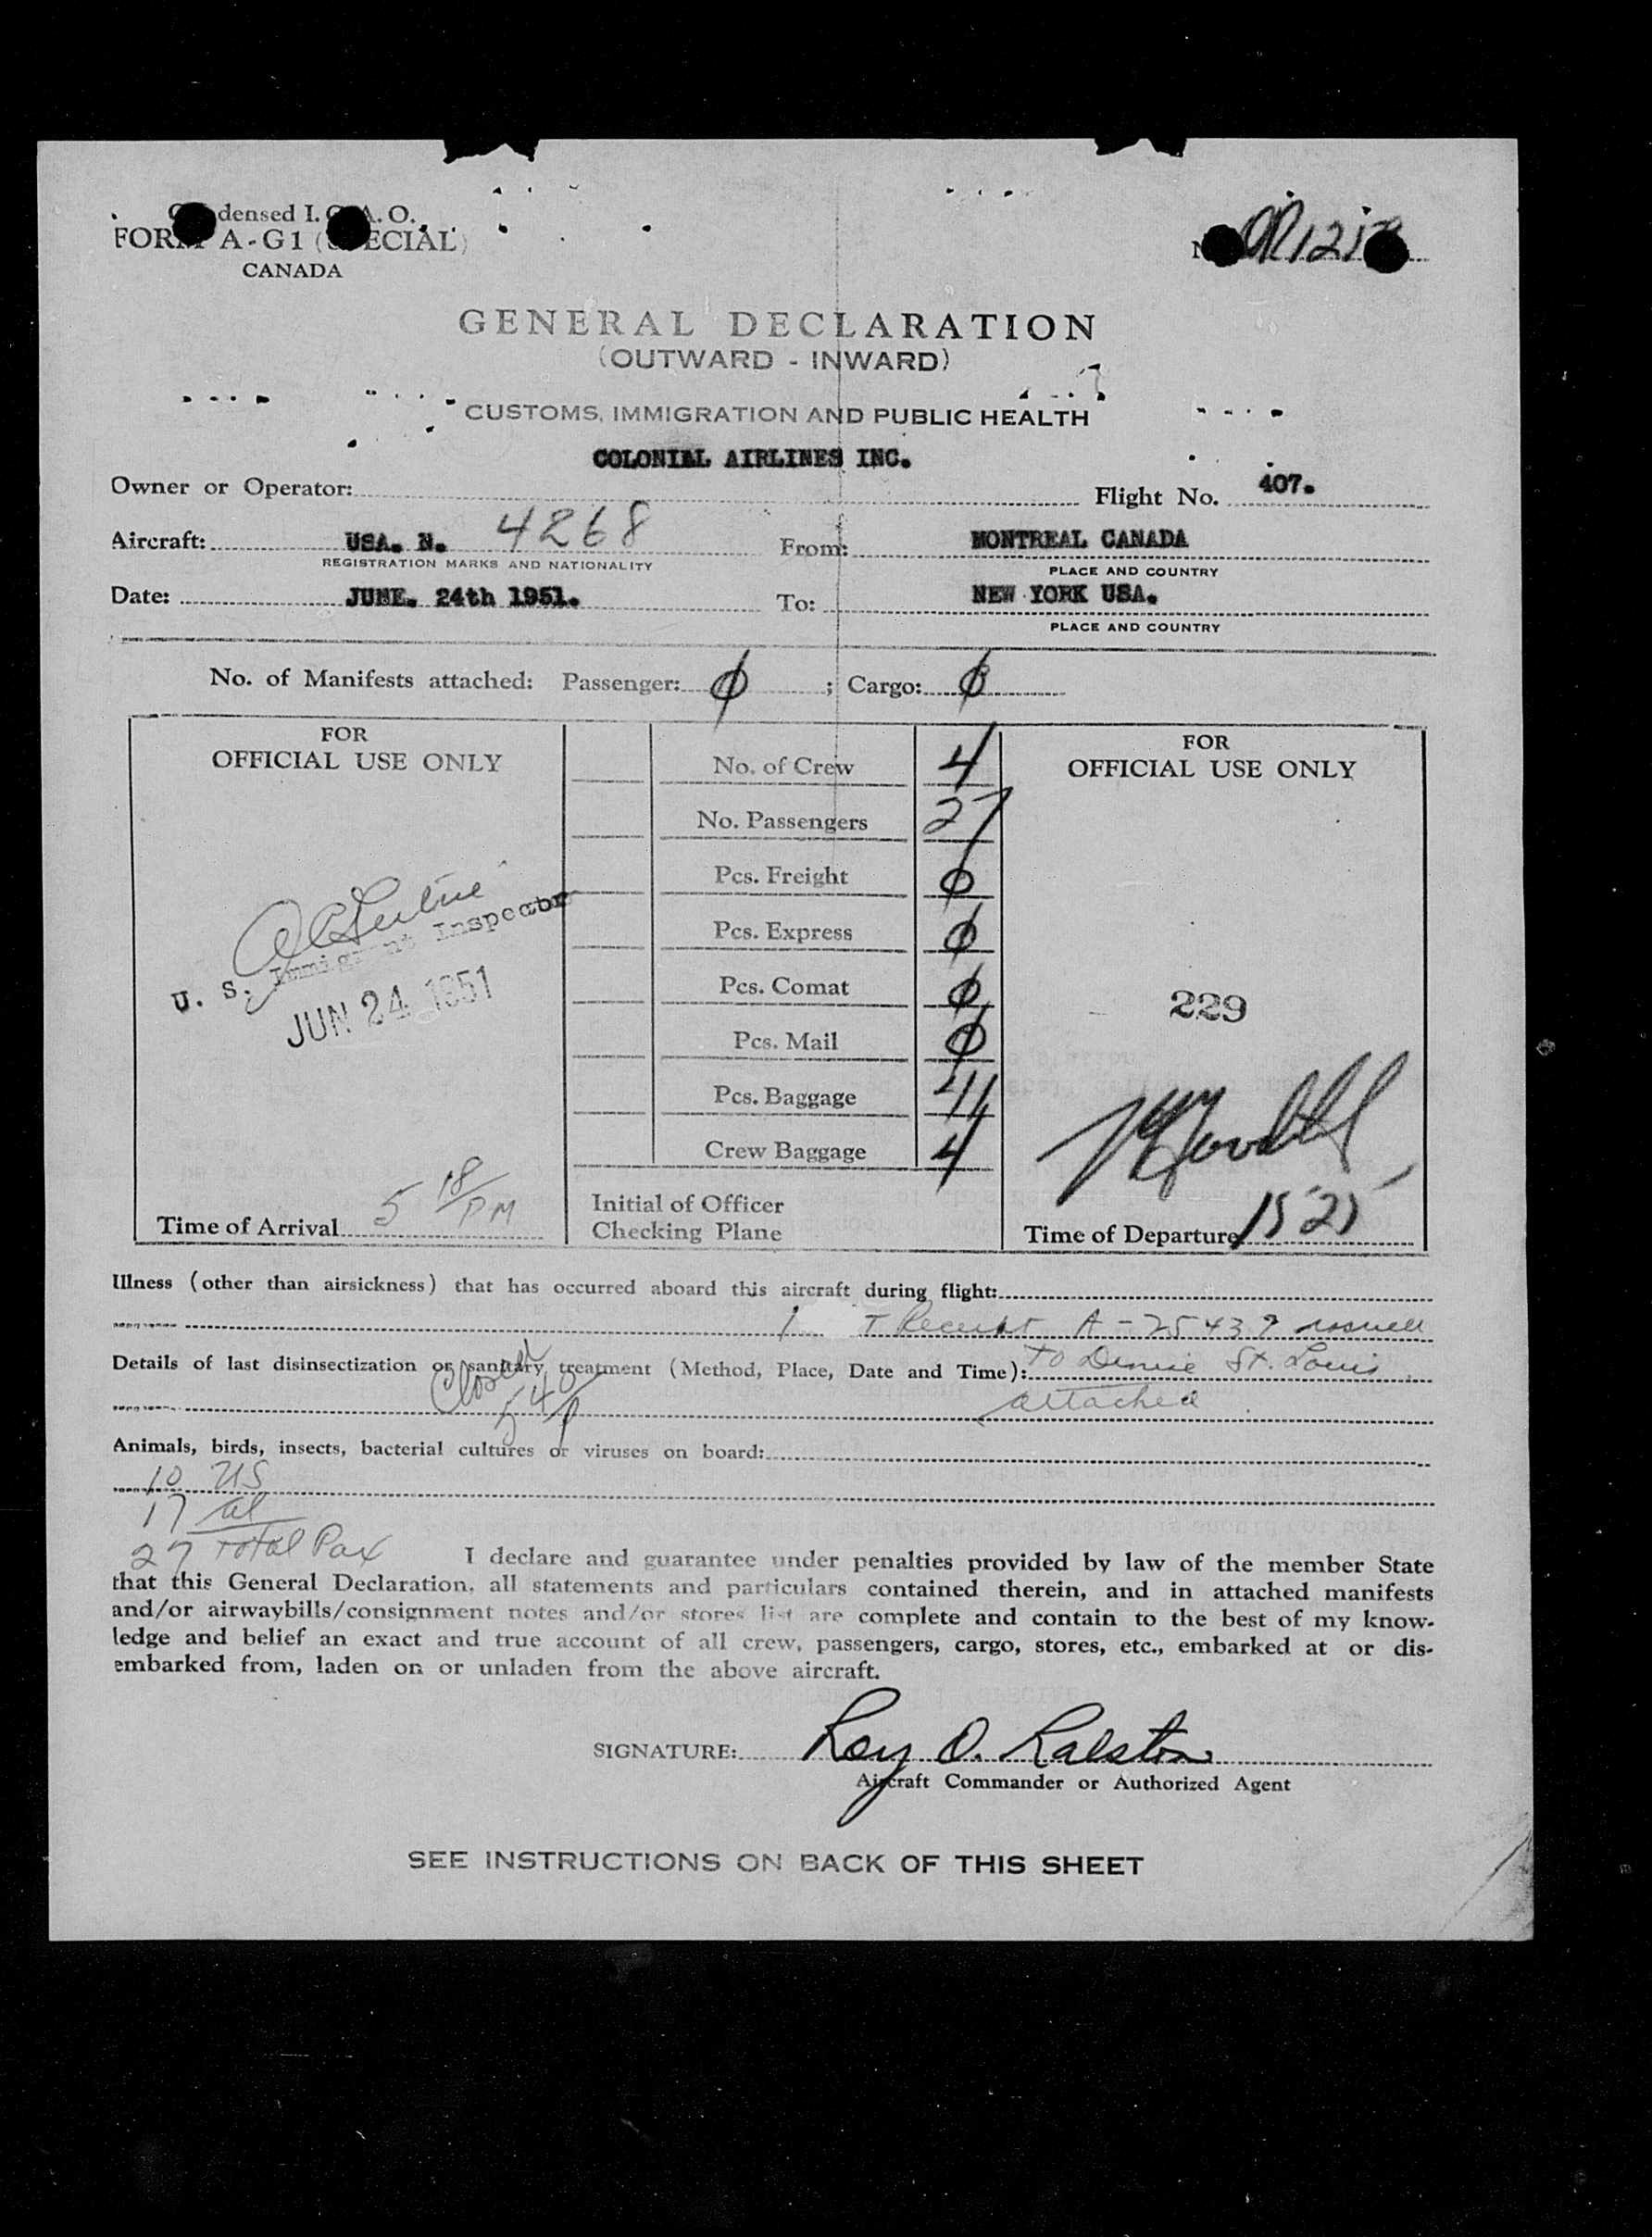 densed I. A. O.
FORM A-G1 (SPECIAL)
CANADA
GENERAL DECLARATION
(OUTWARD - INWARD)
CUSTOMS, IMMIGRATION AND PUBLIC HEALTH
COLONIAL AIRLINES INC.
Owner or Operator: Flight No. 407.
Aircraft: USA. N. 4268 From: MONTREAL CANADA
REGISTRATION MARKS AND NATIONALITY PLACE AND COUNTRY
Date: JUNE. 24th 1951. To: NEW YORK USA.
PLACE AND COUNTRY
No. of Manifests attached: Passenger: 0 ; Cargo: 0
FOR
OFFICIAL USE ONLY
U. S. Immigrant Inspector
JUN 24 1951
Time of Arrival 5 18/PM
No. of Crew 4
No. Passengers 27
Pcs. Freight 0
Pcs. Express 0
Pcs. Comat 0
Pcs. Mail 0
Pcs. Baggage 41
Crew Baggage 4
Initial of Officer
Checking Plane
FOR
OFFICIAL USE ONLY
229
Time of Departure 1525
Illness (other than airsickness) that has occurred aboard this aircraft during flight:
1 T Receipt A-25439
Details of last disinsectization or sanitary treatment (Method, Place, Date and Time): to St. Louis
Closed 540/P attached
Animals, birds, insects, bacterial cultures or viruses on board:
10 US
17 al
27 Total Pax
I declare and guarantee under penalties provided by law of the member State
that this General Declaration, all statements and particulars contained therein, and in attached manifests
and/or airwaybills/consignment notes and/or stores list are complete and contain to the best of my know-
ledge and belief an exact and true account of all crew, passengers, cargo, stores, etc., embarked at or dis-
embarked from, laden on or unladen from the above aircraft.
SIGNATURE: Roy O. Ralston
Aircraft Commander or Authorized Agent
SEE INSTRUCTIONS ON BACK OF THIS SHEET